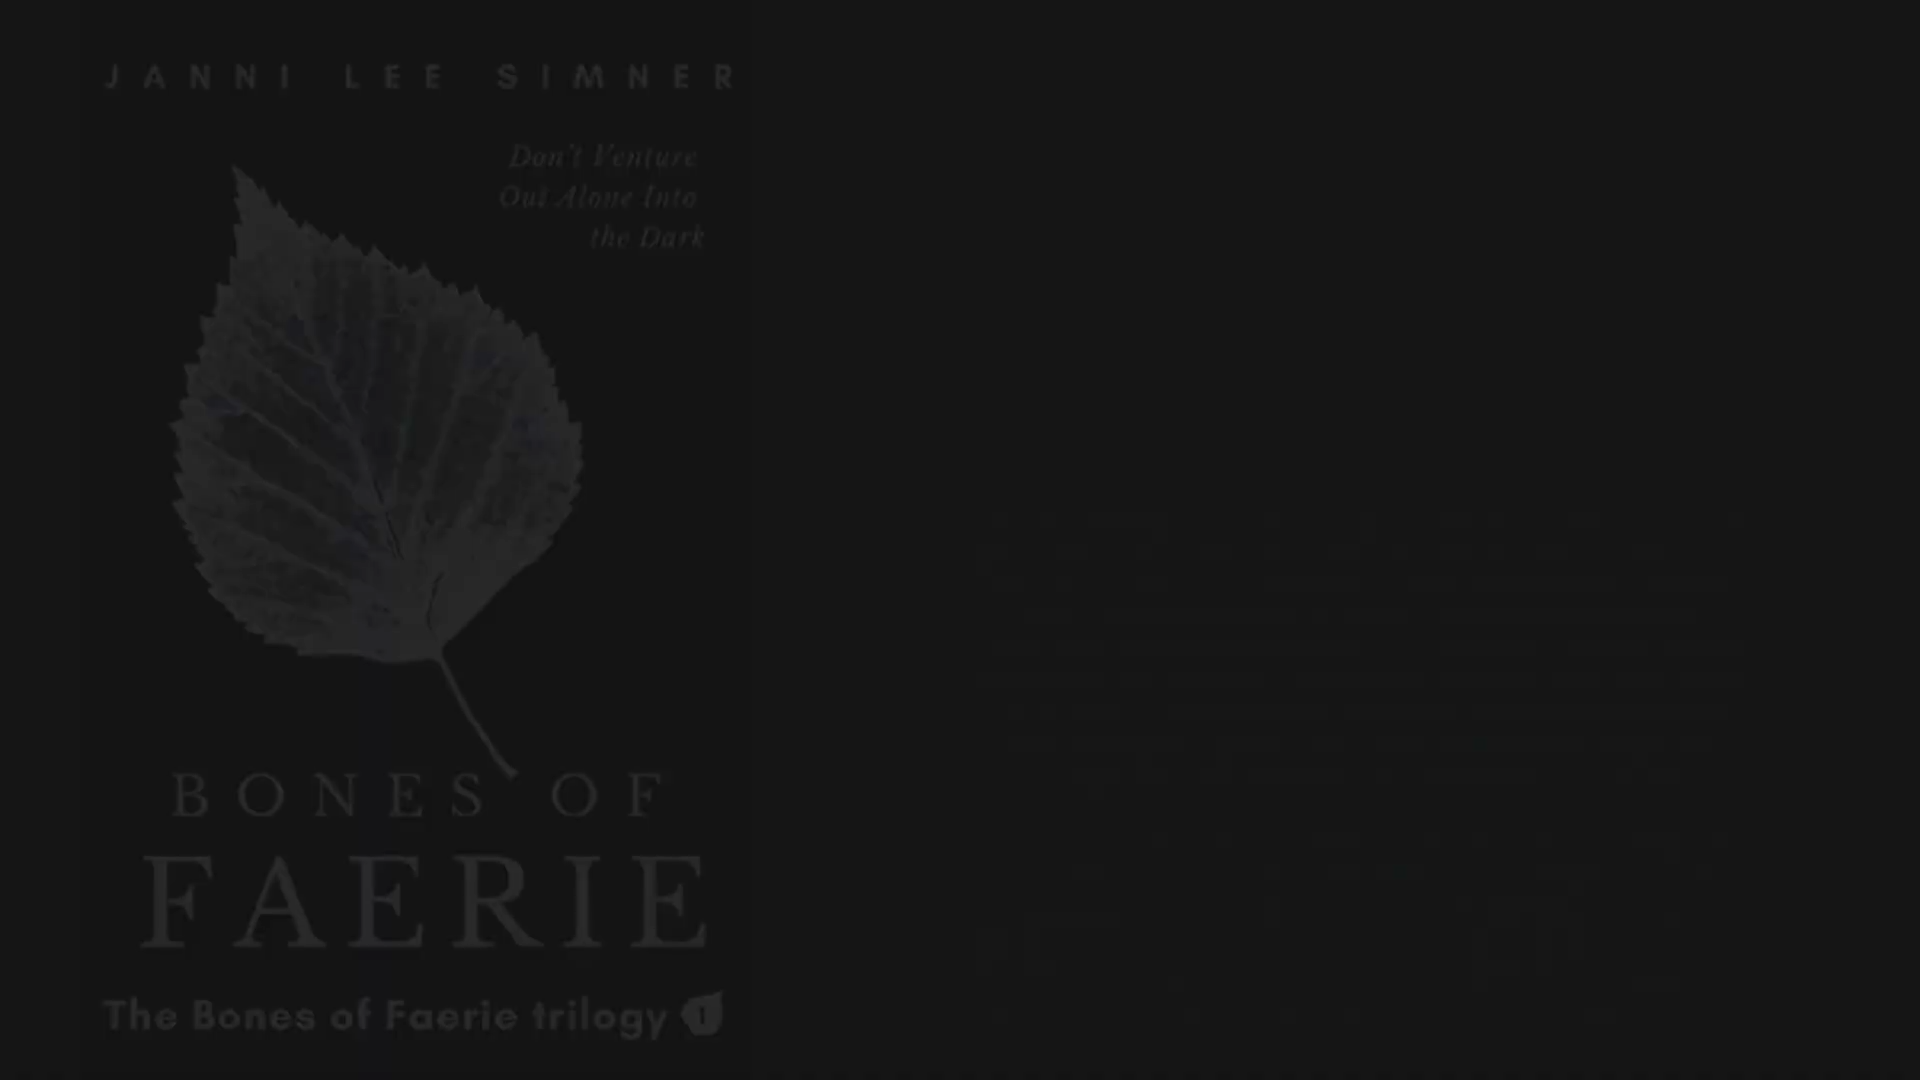 JANNI LEE SIMNER
Don't Venture
Out Alone Into
the Dark
BONES OF
FAERIE
The Bones of Faerie trilogy 1